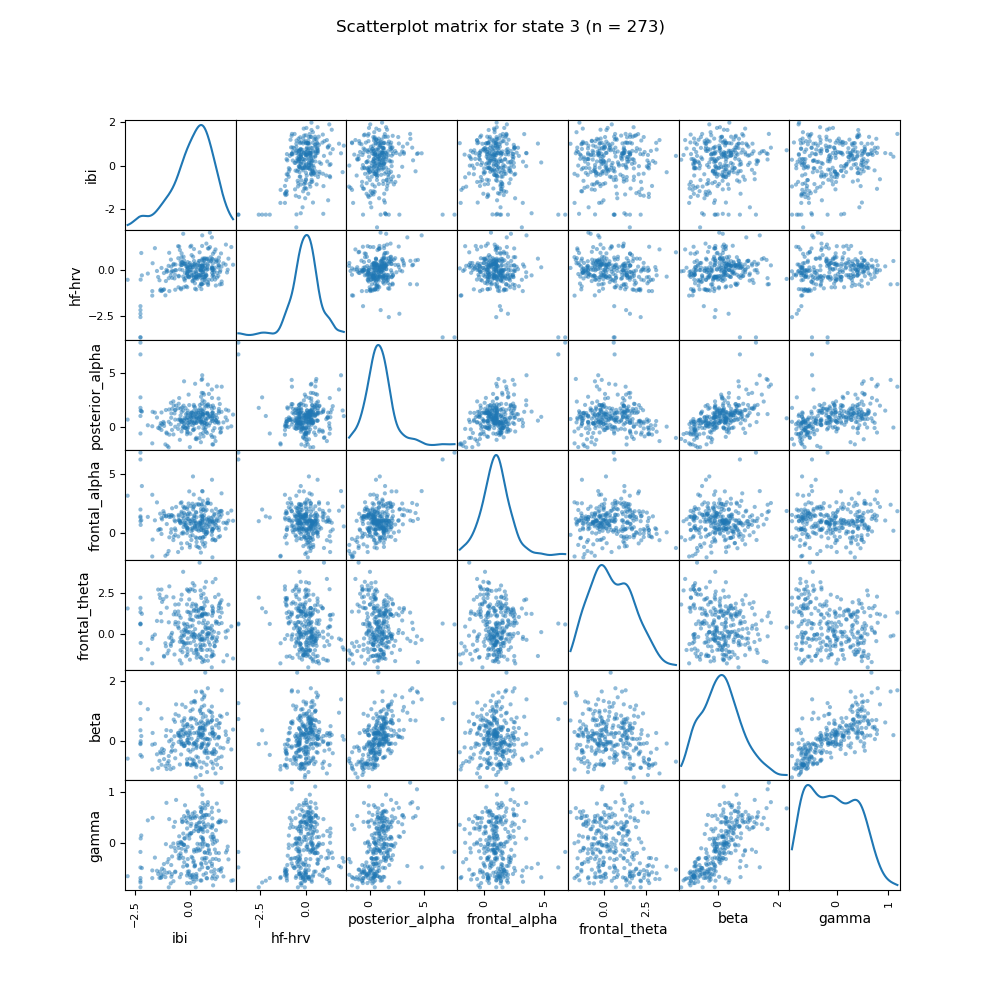 Scatterplot matrix for state 3 (n = 273)
ibi
2
0
-2
hf-hrv
0.0
−2.5
posterior_alpha
5
0
frontal_alpha
5
0
frontal_theta
2.5
0.0
beta
2
0
gamma
1
0
−2.5 0.0 −2.5 0.0 0 5 0 5 0.0 2.5 0 2 0 1
ibi hf-hrv posterior_alpha frontal_alpha frontal_theta beta gamma